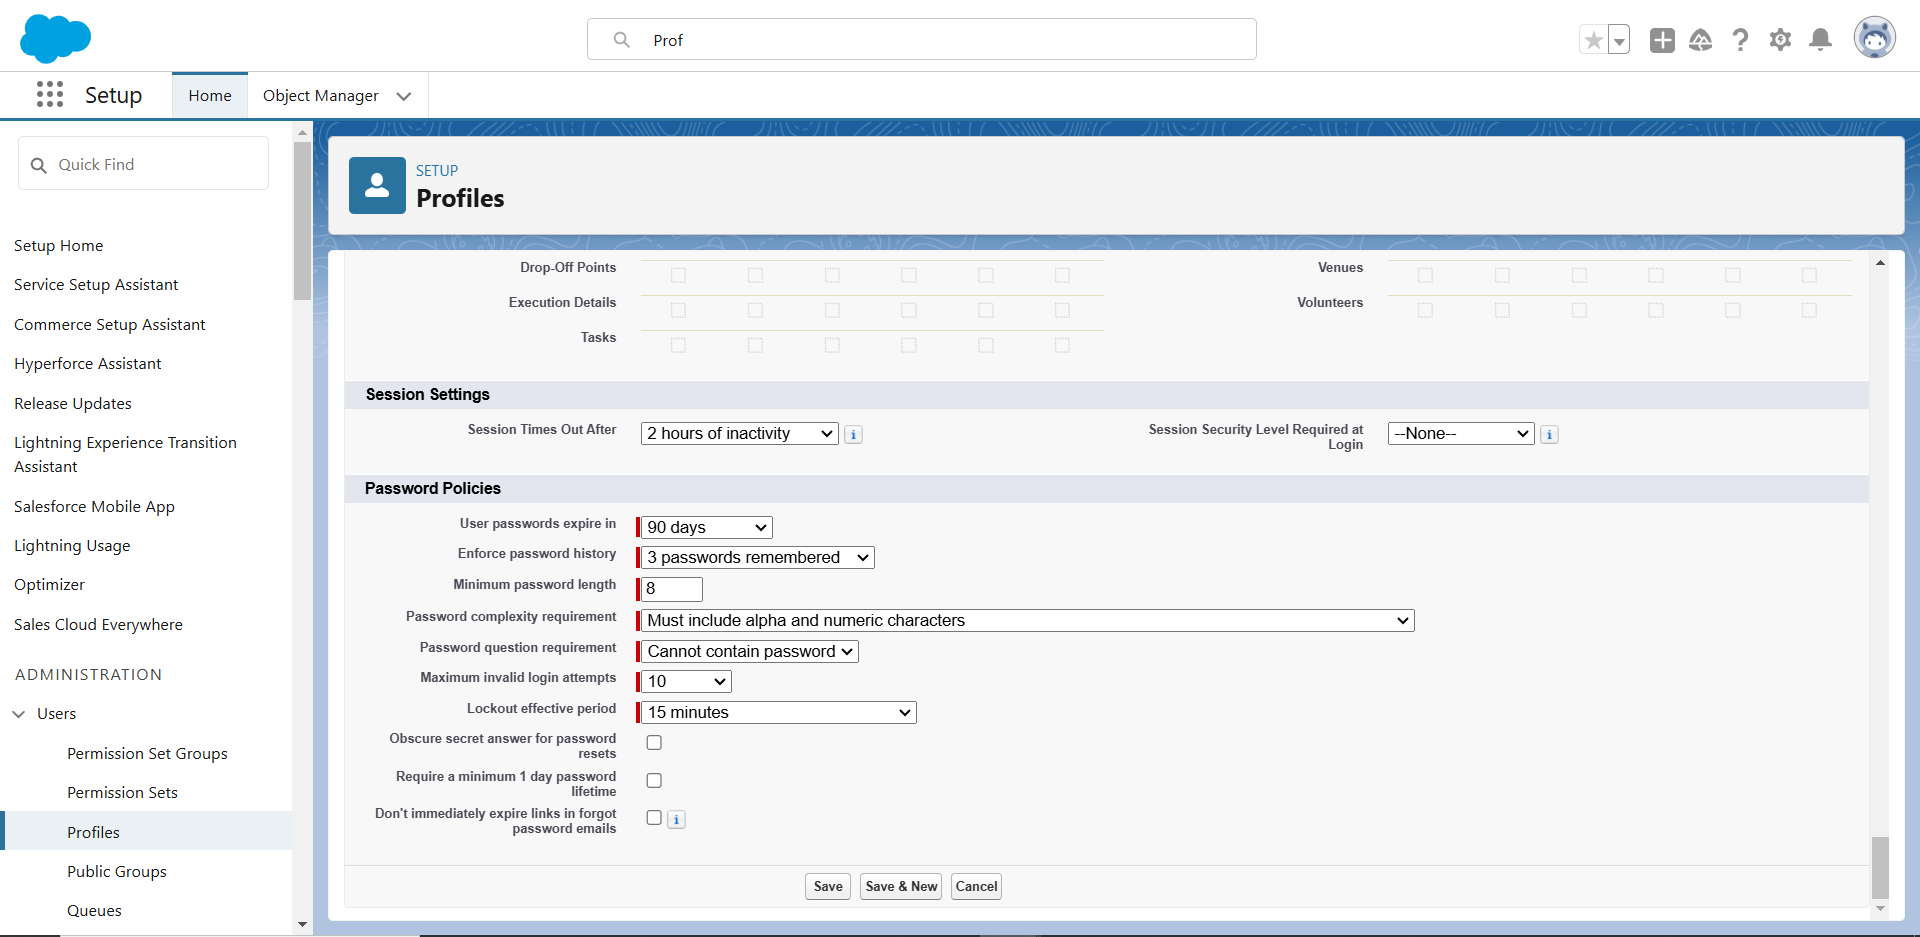 Prof
Setup
Home
Object Manager
Quick Find
Setup Home
Service Setup Assistant
Commerce Setup Assistant
Hyperforce Assistant
Release Updates
Lightning Experience Transition
Assistant
Salesforce Mobile App
Lightning Usage
Optimizer
Sales Cloud Everywhere
ADMINISTRATION
Users
Permission Set Groups
Permission Sets
Profiles
Public Groups
Queues
SETUP
Profiles
Drop-Off Points
Venues
Execution Details
Volunteers
Tasks
Session Settings
Session Times Out After
2 hours of inactivity
Session Security Level Required at
Login
--None--
Password Policies
User passwords expire in
90 days
Enforce password history
3 passwords remembered
Minimum password length
8
Password complexity requirement
Must include alpha and numeric characters
Password question requirement
Cannot contain password
Maximum invalid login attempts
10
Lockout effective period
15 minutes
Obscure secret answer for password
resets
Require a minimum 1 day password
lifetime
Don't immediately expire links in forgot
password emails
Save
Save & New
Cancel